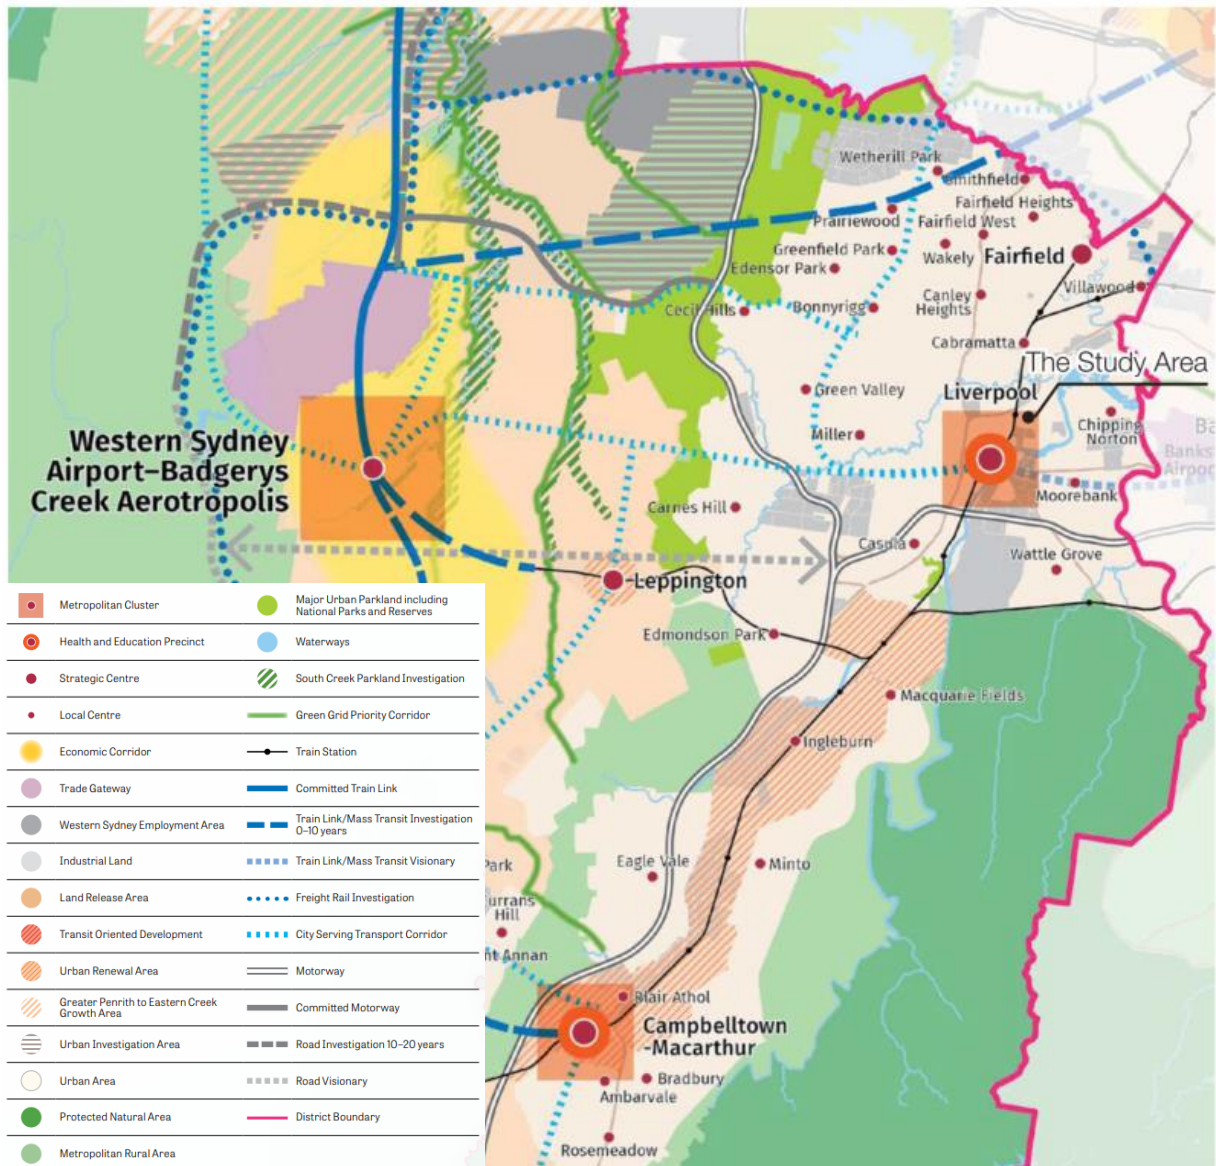 Wetherill Park
Smithfield
Fairfield Heights
Prairiewood
Fairfield West
Greenfield Park
Wakely
Fairfield
Edensor Park
Villawood
Canley
Heights
Cecil Hills
Bonnyrigg
Cabramatta
The Study Area
Green Valley
Liverpool
Chipping
Norton
Ba
Banks
Airpor
Miller
Western Sydney
Airport–Badgerys
Creek Aerotropolis
Moorebank
Carnes Hill
Casula
Wattle Grove
Leppington
Edmondson Park
Macquarie Fields
Ingleburn
Eagle Vale
Minto
Park
urrans
Hill
nt Annan
Blair Athol
Campbelltown
-Macarthur
Bradbury
Ambarvale
Rosemeadow
Metropolitan Cluster
Health and Education Precinct
Strategic Centre
Local Centre
Economic Corridor
Trade Gateway
Western Sydney Employment Area
Industrial Land
Land Release Area
Transit Oriented Development
Urban Renewal Area
Greater Penrith to Eastern Creek
Growth Area
Urban Investigation Area
Urban Area
Protected Natural Area
Metropolitan Rural Area
Major Urban Parkland including
National Parks and Reserves
Waterways
South Creek Parkland Investigation
Green Grid Priority Corridor
Train Station
Committed Train Link
Train Link/Mass Transit Investigation
0–10 years
Train Link/Mass Transit Visionary
Freight Rail Investigation
City Serving Transport Corridor
Motorway
Committed Motorway
Road Investigation 10–20 years
Road Visionary
District Boundary